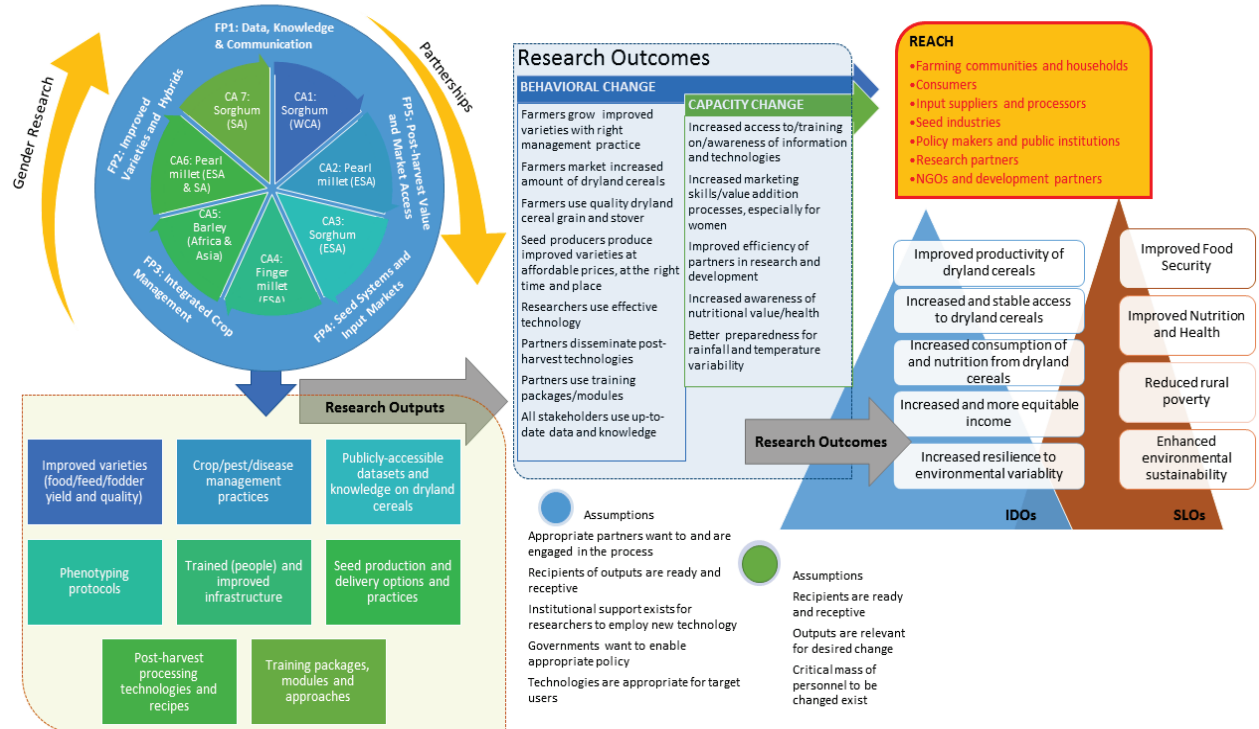 Gender Research
Partnerships
FP1: Data, Knowledge
& Communication
FP2: Improved
Varieties and Hybrids
FP5: Post-harvest Value
and Market Access
FP3: Integrated Crop
Management
FP4: Seed Systems and
Input Markets
CA 7:
Sorghum
(SA)
CA1:
Sorghum
(WCA)
CA6: Pearl
millet (ESA
& SA)
CA2: Pearl
millet (ESA)
CA5:
Barley
(Africa &
Asia)
CA3:
Sorghum
(ESA)
CA4:
Finger
millet
(ESA)
Research Outputs
Improved varieties
(food/feed/fodder
yield and quality)
Crop/pest/disease
management
practices
Publicly-accessible
datasets and
knowledge on dryland
cereals
Phenotyping
protocols
Trained (people) and
improved
infrastructure
Seed production and
delivery options and
practices
Post-harvest
processing
technologies and
recipes
Training packages,
modules and
approaches
Research Outcomes
BEHAVIORAL CHANGE
Farmers grow improved
varieties with right
management practice
Farmers market increased
amount of dryland cereals
Farmers use quality dryland
cereal grain and stover
Seed producers produce
improved varieties at
affordable prices, at the right
time and place
Researchers use effective
technology
Partners disseminate post-
harvest technologies
Partners use training
packages/modules
All stakeholders use up-to-
date data and knowledge
CAPACITY CHANGE
Increased access to/training
on/awareness of information
and technologies
Increased marketing
skills/value addition
processes, especially for
women
Improved efficiency of
partners in research and
development
Increased awareness of
nutritional value/health
Better preparedness for
rainfall and temperature
variability
Research Outcomes
Assumptions
Appropriate partners want to and are
engaged in the process
Recipients of outputs are ready and
receptive
Institutional support exists for
researchers to employ new technology
Governments want to enable
appropriate policy
Technologies are appropriate for target
users
Assumptions
Recipients are ready
and receptive
Outputs are relevant
for desired change
Critical mass of
personnel to be
changed exist
REACH
•Farming communities and households
•Consumers
•Input suppliers and processors
•Seed industries
•Policy makers and public institutions
•Research partners
•NGOs and development partners
Improved productivity of
dryland cereals
Increased and stable access
to dryland cereals
Increased consumption of
and nutrition from dryland
cereals
Increased and more equitable
income
Increased resilience to
environmental variablity
IDOs
Improved Food
Security
Improved Nutrition
and Health
Reduced rural
poverty
Enhanced
environmental
sustainability
SLOs